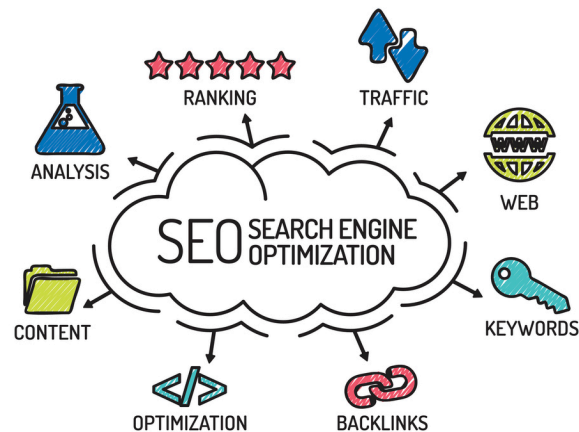 RANKING
TRAFFIC
ANALYSIS
WWW
WEB
SEO SEARCH ENGINE
OPTIMIZATION
CONTENT
KEYWORDS
OPTIMIZATION
BACKLINKS